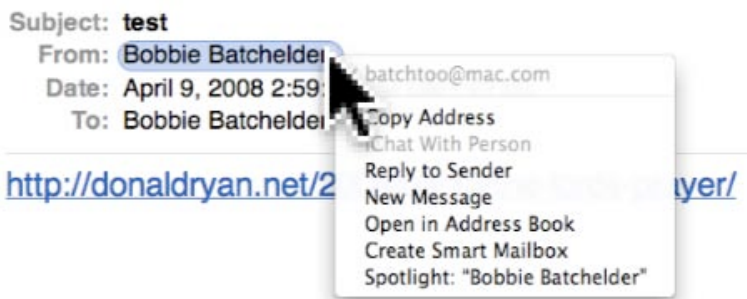 Subject: test
From: Bobbie Batchelder
Date: April 9, 2008 2:59:
To: Bobbie Batchelder
batchtoo@mac.com
Copy Address
iChat With Person
Reply to Sender
New Message
Open in Address Book
Create Smart Mailbox
Spotlight: "Bobbie Batchelder"
http://donaldryan.net/2 ayer/